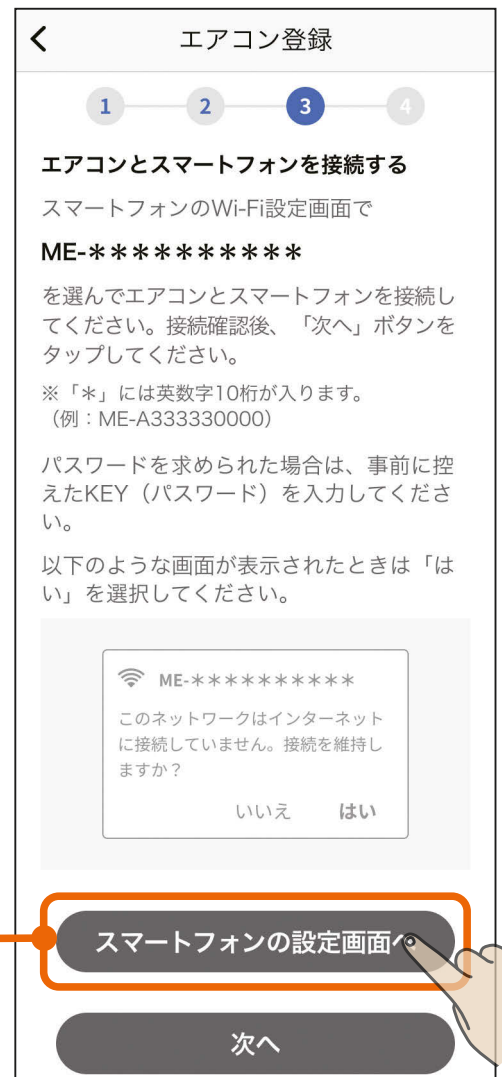 エアコン登録
1 2 3 4
エアコンとスマートフォンを接続する
スマートフォンのWi-Fi設定画面で
ME-＊＊＊＊＊＊＊＊＊＊
を選んでエアコンとスマートフォンを接続し
てください。接続確認後、「次へ」ボタンを
タップしてください。
※「＊」には英数字10桁が入ります。
（例：ME-A333330000）
パスワードを求められた場合は、事前に控
えたKEY（パスワード）を入力してくださ
い。
以下のような画面が表示されたときは「は
い」を選択してください。
ME-＊＊＊＊＊＊＊＊＊＊
このネットワークはインターネット
に接続していません。接続を維持し
ますか？
いいえ はい
スマートフォンの設定画面へ
次へ